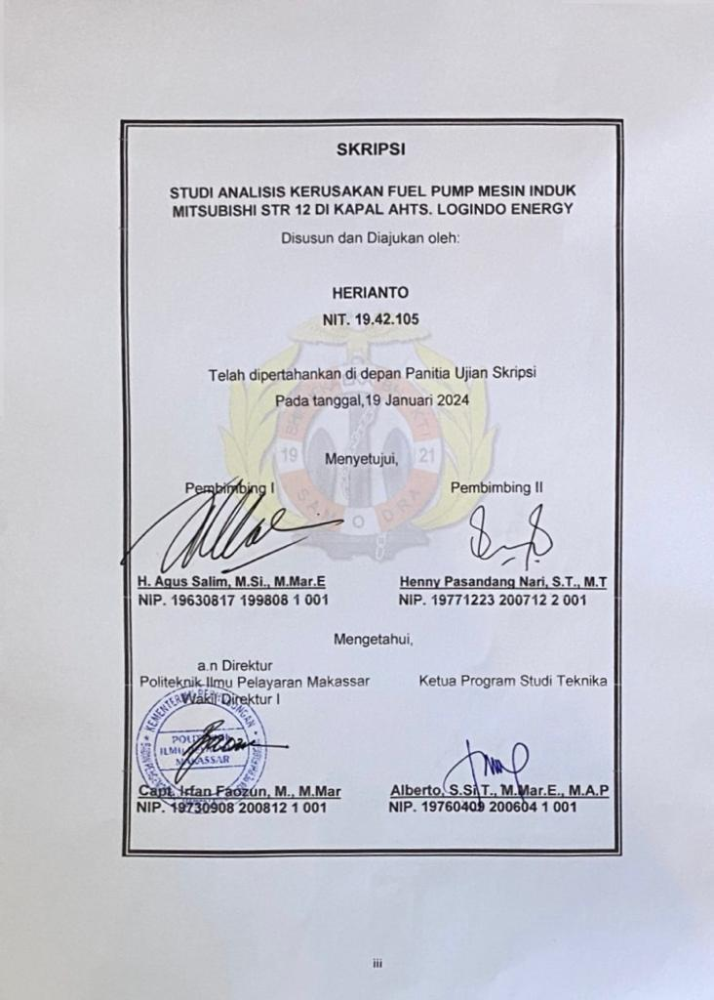 SKRIPSI
STUDI ANALISIS KERUSAKAN FUEL PUMP MESIN INDUK
MITSUBISHI STR 12 DI KAPAL AHTS. LOGINDO ENERGY
Disusun dan Diajukan oleh:
HERIANTO
NIT. 19.42.105
Telah dipertahankan di depan Panitia Ujian Skripsi
Pada tanggal,19 Januari 2024
19 21
Menyetujui,
Pembimbing I Pembimbing II
H. Agus Salim, M.Si., M.Mar.E Henny Pasandang Nari, S.T., M.T
NIP. 19630817 199808 1 001 NIP. 19771223 200712 2 001
Mengetahui,
a.n Direktur
Politeknik Ilmu Pelayaran Makassar Ketua Program Studi Teknika
Wakil Direktur I
MAKASSAR
Capt. Irfan Faozun, M., M.Mar Alberto, S.Si.T., M.Mar.E., M.A.P
NIP. 19730908 200812 1 001 NIP. 19760409 200604 1 001
iii